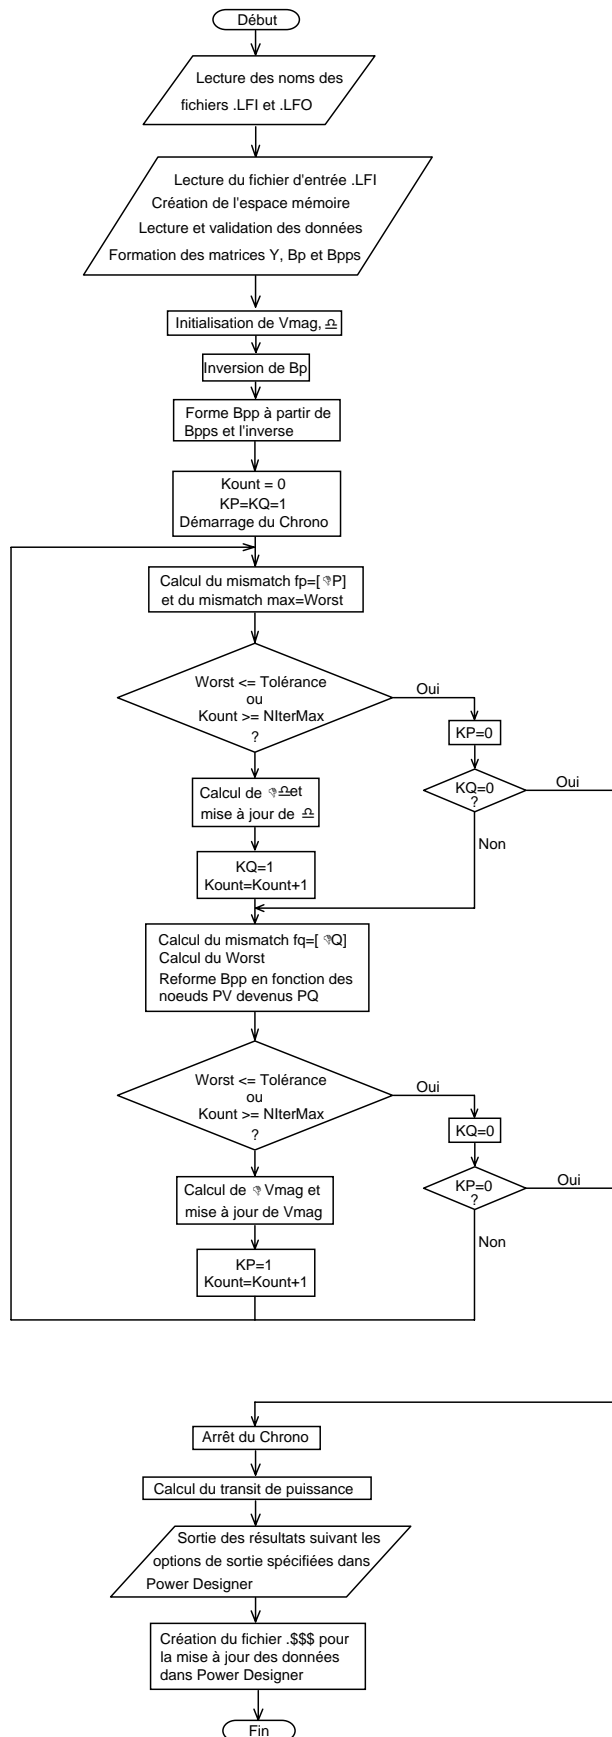 Début
Lecture des noms des
fichiers .LFI et .LFO
Lecture du fichier d'entrée .LFI
Création de l'espace mémoire
Lecture et validation des données
Formation des matrices Y, Bp et Bpps
Initialisation de Vmag, ♎
Inversion de Bp
Forme Bpp à partir de
Bpps et l'inverse
Kount = 0
KP=KQ=1
Démarrage du Chrono
Calcul du mismatch fp=[ P]
et du mismatch max=Worst
Worst <= Tolérance
ou
Kount >= NIterMax
?
Oui
KP=0
KQ=0
?
Oui
Non
Calcul de ♎et
mise à jour de ♎
KQ=1
Kount=Kount+1
Calcul du mismatch fq=[ Q]
Calcul du Worst
Reforme Bpp en fonction des
noeuds PV devenus PQ
Worst <= Tolérance
ou
Kount >= NIterMax
?
Oui
KQ=0
KP=0
?
Oui
Non
Calcul de Vmag et
mise à jour de Vmag
KP=1
Kount=Kount+1
Arrêt du Chrono
Calcul du transit de puissance
Sortie des résultats suivant les
options de sortie spécifiées dans
Power Designer
Création du fichier .$$$ pour
la mise à jour des données
dans Power Designer
Fin